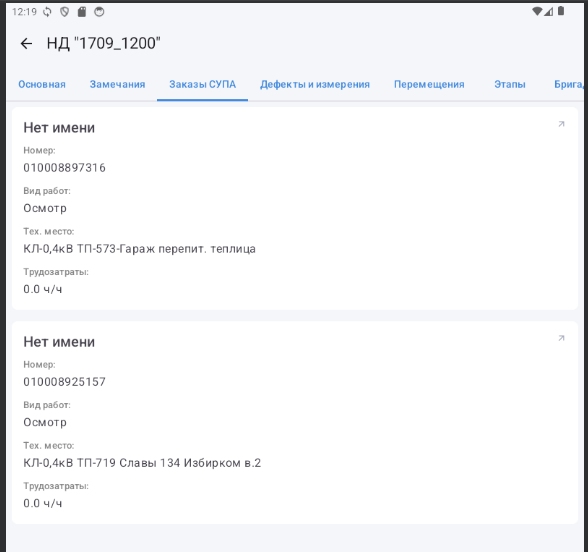 12:19
НД "1709_1200"
Основная Замечания Заказы СУПА Дефекты и измерения Перемещения Этапы Брига
Нет имени
Номер:
010008897316
Вид работ:
Осмотр
Тех. место:
КЛ-0,4кВ ТП-573-Гараж перепит. теплица
Трудозатраты:
0.0 ч/ч
Нет имени
Номер:
010008925157
Вид работ:
Осмотр
Тех. место:
КЛ-0,4кВ ТП-719 Славы 134 Избирком в.2
Трудозатраты:
0.0 ч/ч